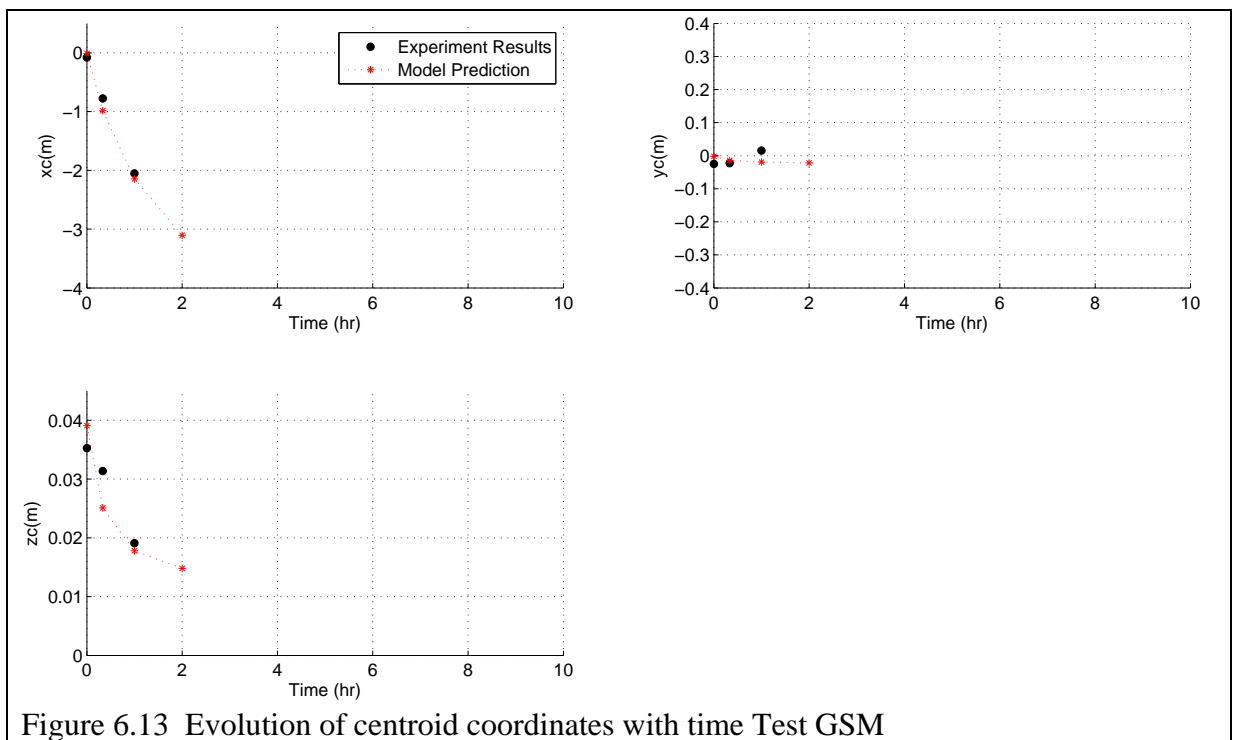 0
−1
−2
−3
−4
xc(m)
0 2 4 6 8 10
Time (hr)
Experiment Results
Model Prediction
0.4
0.3
0.2
0.1
0
−0.1
−0.2
−0.3
−0.4
yc(m)
0 2 4 6 8 10
Time (hr)
0.04
0.03
0.02
0.01
0
zc(m)
0 2 4 6 8 10
Time (hr)
Figure 6.13 Evolution of centroid coordinates with time Test GSM